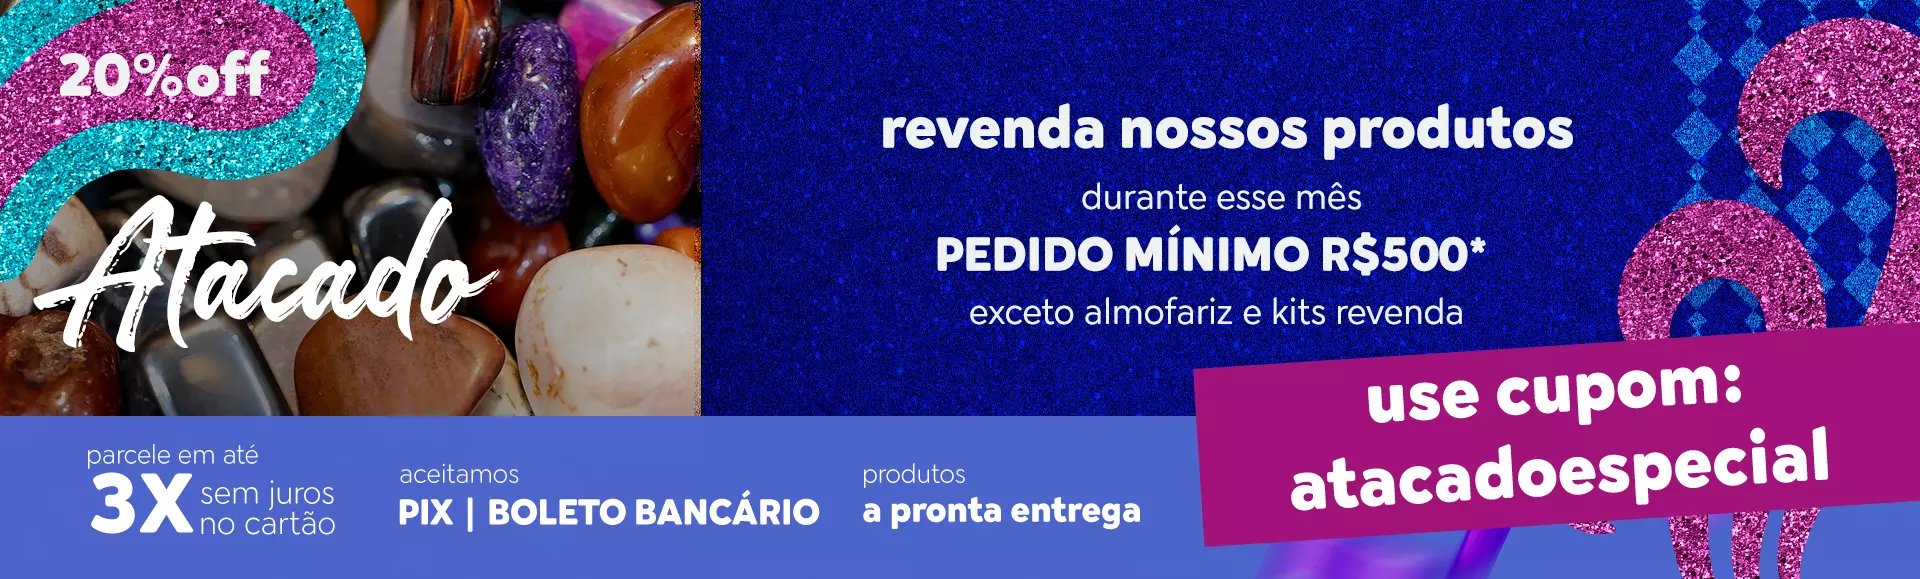 20%off
Atacado
revenda nossos produtos
durante esse mês
PEDIDO MÍNIMO R$500*
exceto almofariz e kits revenda
use cupom:
atacadoespecial
parcele em até
3X sem juros
no cartão
aceitamos
PIX | BOLETO BANCÁRIO
produtos
a pronta entrega